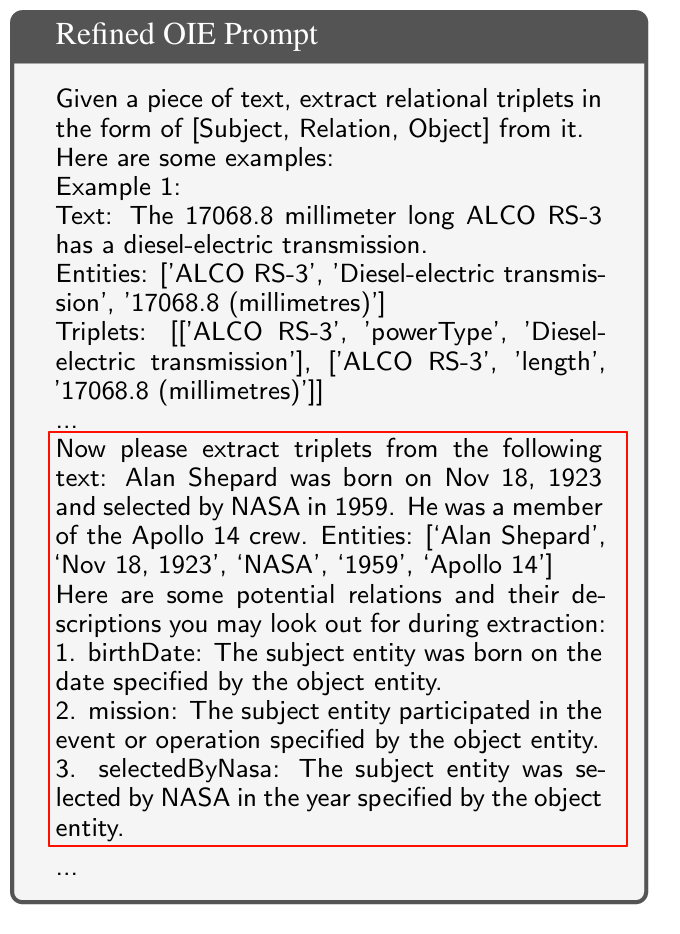 Refined OIE Prompt
Given a piece of text, extract relational triplets in
the form of [Subject, Relation, Object] from it.
Here are some examples:
Example 1:
Text: The 17068.8 millimeter long ALCO RS-3
has a diesel-electric transmission.
Entities: ['ALCO RS-3', 'Diesel-electric transmis-
sion', '17068.8 (millimetres)']
Triplets: [['ALCO RS-3', 'powerType', 'Diesel-
electric transmission'], ['ALCO RS-3', 'length',
'17068.8 (millimetres)']]
...
Now please extract triplets from the following
text: Alan Shepard was born on Nov 18, 1923
and selected by NASA in 1959. He was a member
of the Apollo 14 crew. Entities: [‘Alan Shepard’,
‘Nov 18, 1923’, ‘NASA’, ‘1959’, ‘Apollo 14’]
Here are some potential relations and their de-
scriptions you may look out for during extraction:
1. birthDate: The subject entity was born on the
date specified by the object entity.
2. mission: The subject entity participated in the
event or operation specified by the object entity.
3. selectedByNasa: The subject entity was se-
lected by NASA in the year specified by the object
entity.
...